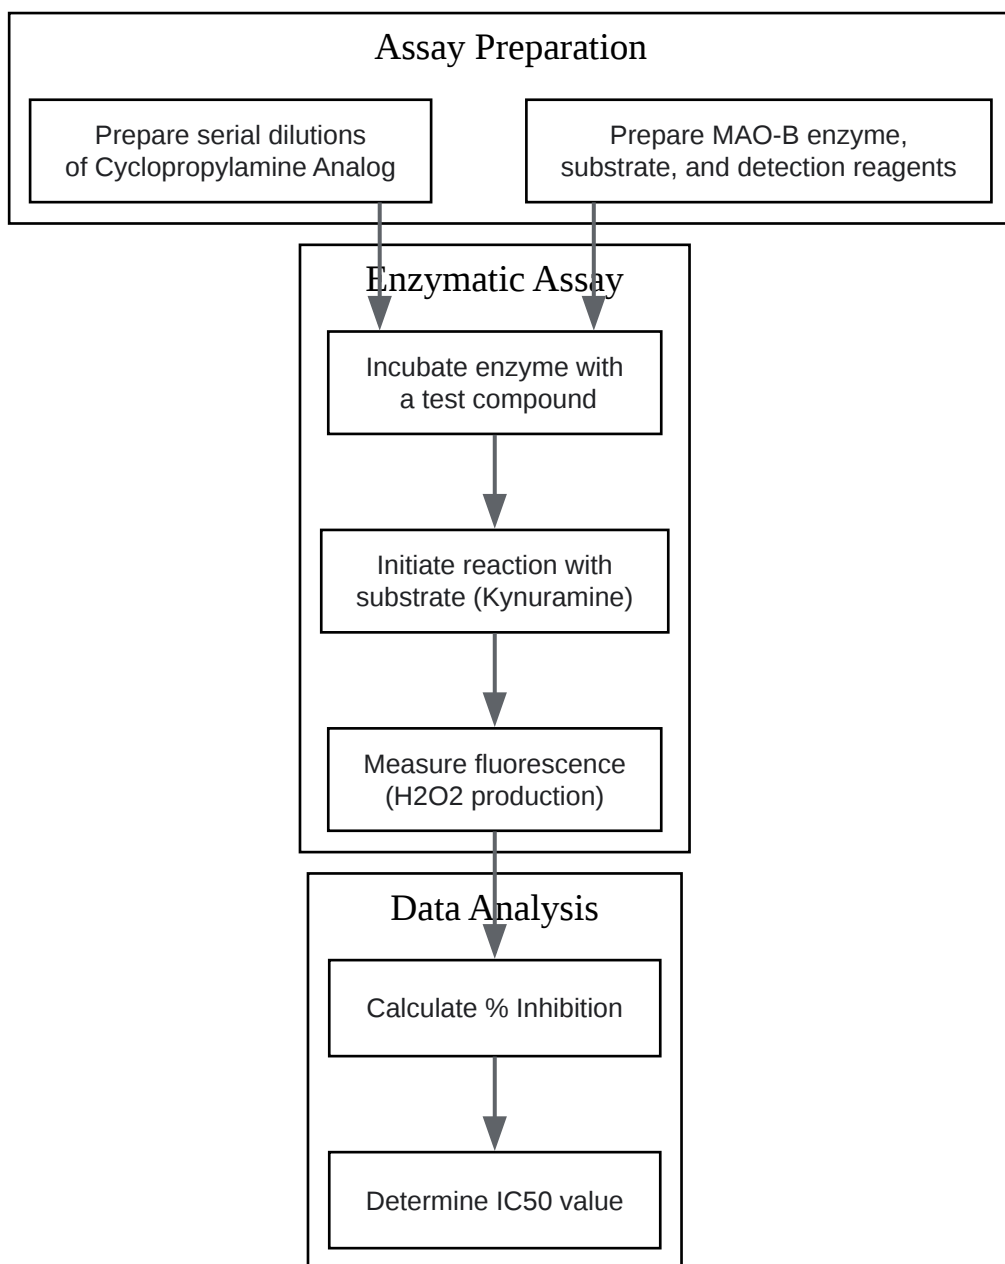 Assay Preparation
Prepare serial dilutions
of Cyclopropylamine Analog
Prepare MAO-B enzyme,
substrate, and detection reagents
Enzymatic Assay
Incubate enzyme with
a test compound
Initiate reaction with
substrate (Kynuramine)
Measure fluorescence
(H2O2 production)
Data Analysis
Calculate % Inhibition
Determine IC50 value